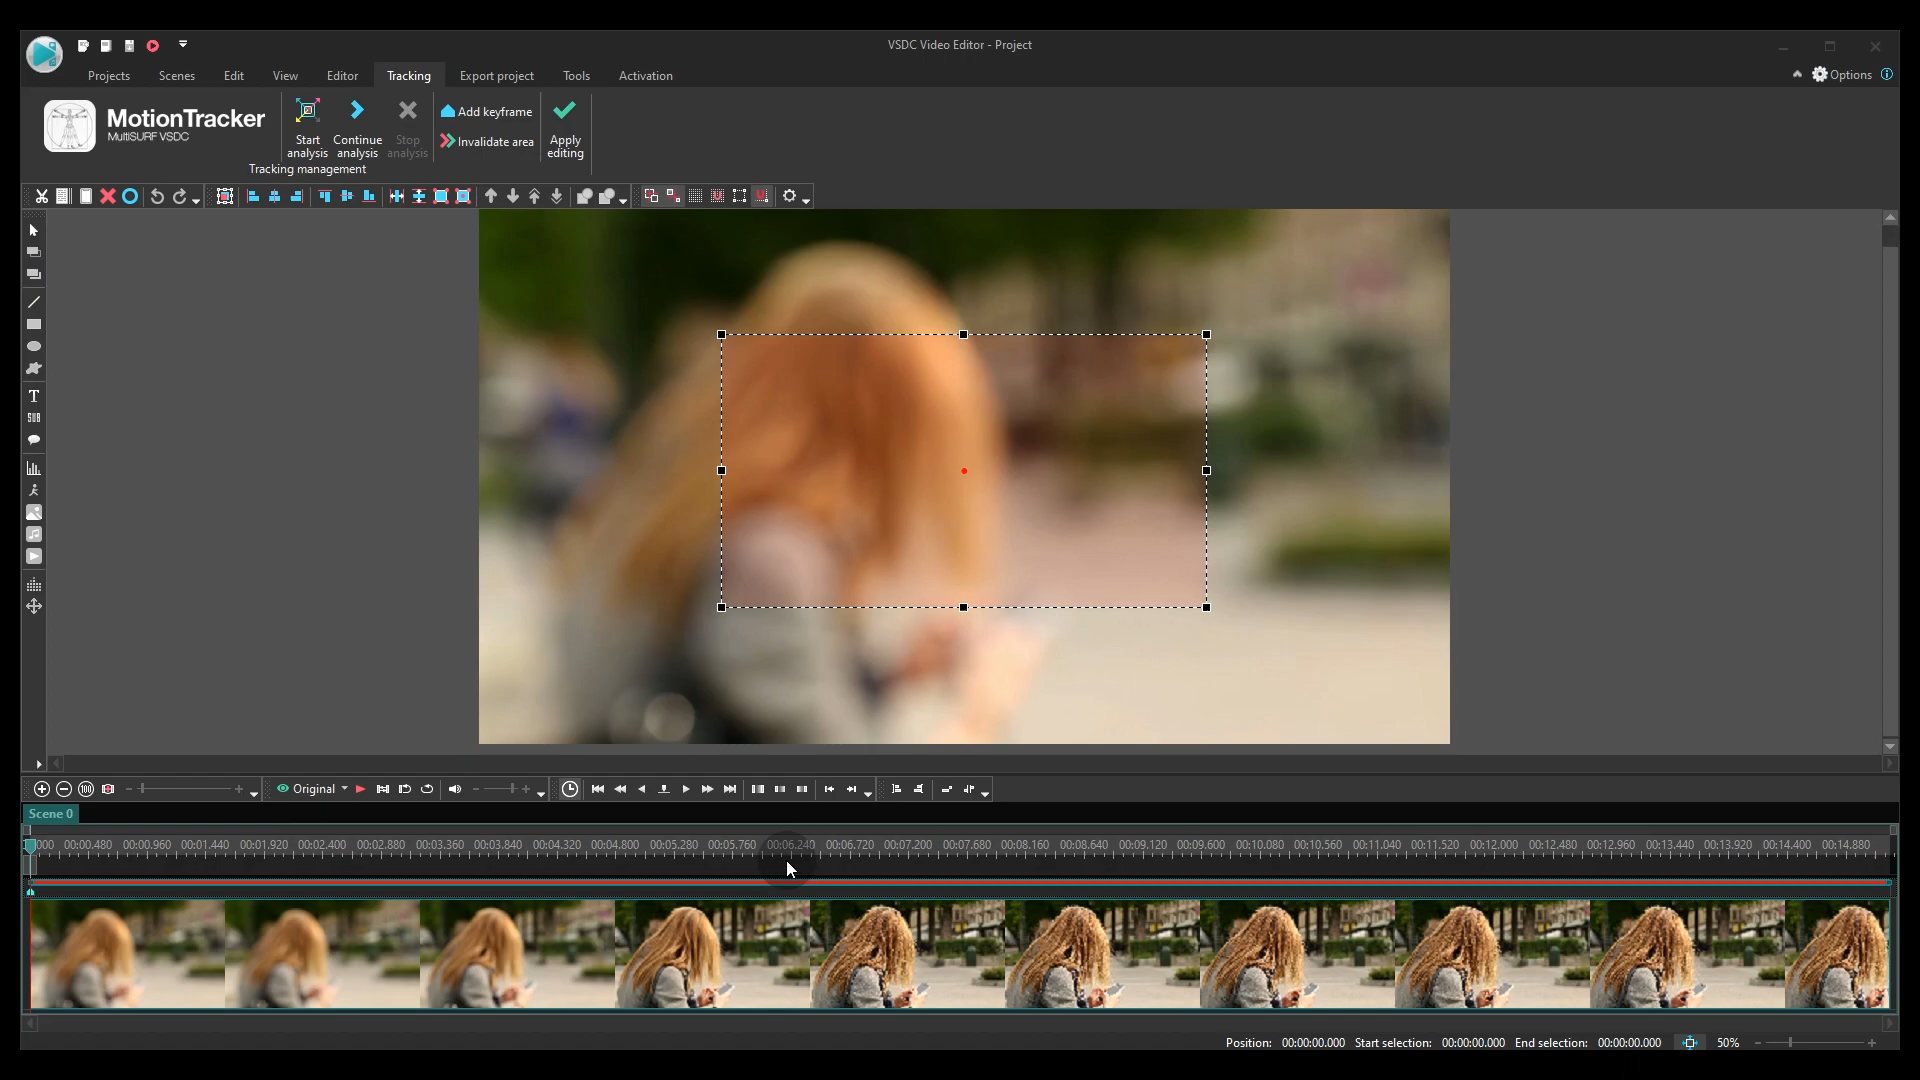 VSDC Video Editor - Project
Projects Scenes Edit View Editor Tracking Export project Tools Activation
Options
MotionTracker
MultiSURF VSDC
Start analysis
Continue analysis
Stop analysis
Add keyframe
Invalidate area
Apply editing
Tracking management
T
SUB
100
Original
Scene 0
000 00:00.480 00:00.960 00:01.440 00:01.920 00:02.400 00:02.880 00:03.360 00:03.840 00:04.320 00:04.800 00:05.280 00:05.760 00:06.240 00:06.720 00:07.200 00:07.680 00:08.160 00:08.640 00:09.120 00:09.600 00:10.080 00:10.560 00:11.040 00:11.520 00:12.000 00:12.480 00:12.960 00:13.440 00:13.920 00:14.400 00:14.880
Position: 00:00:00.000 Start selection: 00:00:00.000 End selection: 00:00:00.000 50%